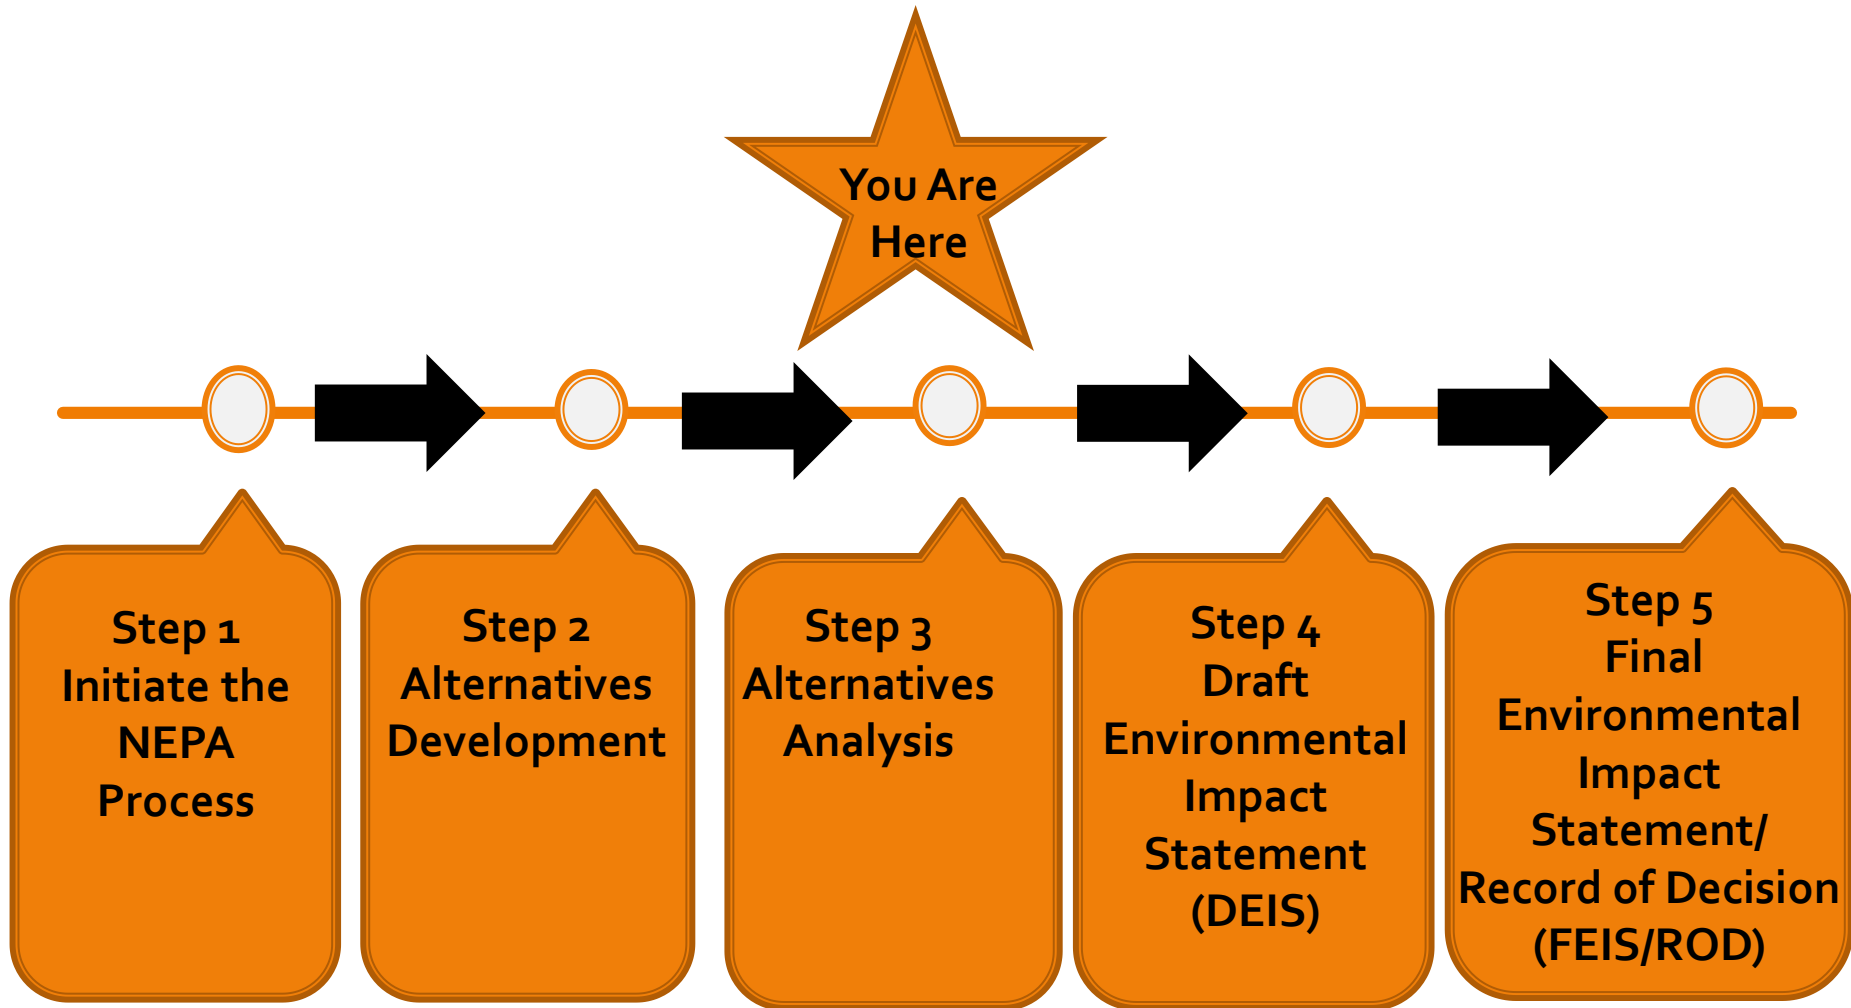 You Are
Here
Step 1
Initiate the
NEPA
Process
Step 2
Alternatives
Development
Step 3
Alternatives
Analysis
Step 4
Draft
Environmental
Impact
Statement
(DEIS)
Step 5
Final
Environmental
Impact
Statement/
Record of Decision
(FEIS/ROD)